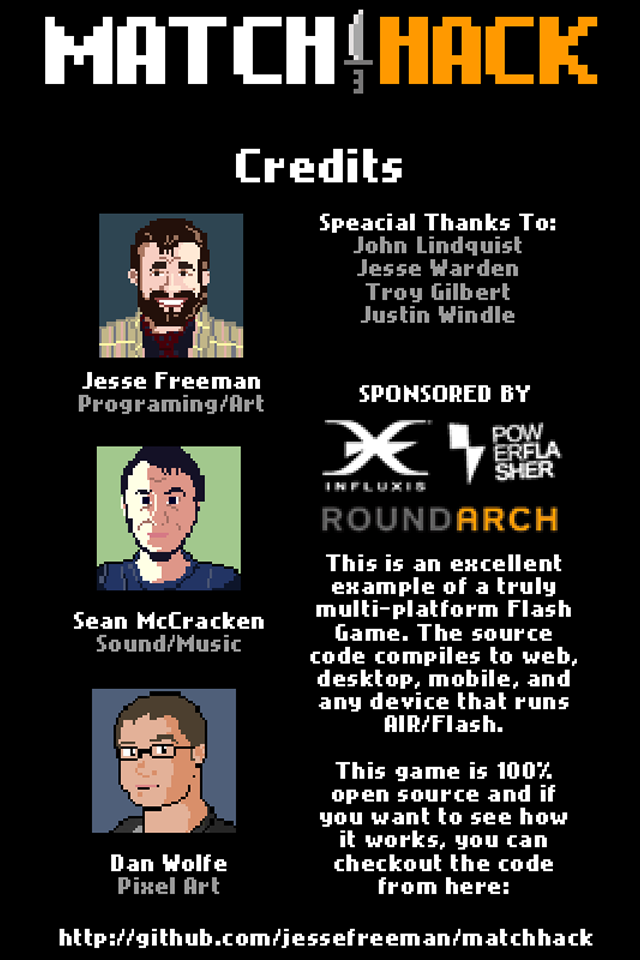 MATCH HACK
Credits
Jesse Freeman
Programing/Art
Sean McCracken
Sound/Music
Dan Wolfe
Pixel Art
Speacial Thanks To:
John Lindquist
Jesse Warden
Troy Gilbert
Justin Windle
SPONSORED BY
INFLUXIS
POW
ERFLA
SHER
ROUNDARCH
This is an excellent
example of a truly
multi-platform Flash
Game. The source
code compiles to web,
desktop, mobile, and
any device that runs
AIR/Flash.
This game is 100%
open source and if
you want to see how
it works, you can
checkout the code
from here:
http://github.com/jessefreeman/matchhack